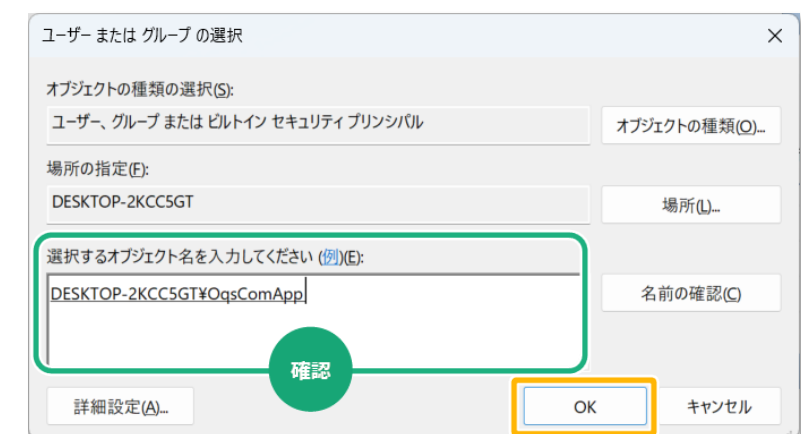 ユーザー または グループ の選択
オブジェクトの種類の選択(S):
ユーザー、グループ または ビルトイン セキュリティ プリンシパル
オブジェクトの種類(O)...
場所の指定(F):
DESKTOP-2KCC5GT
場所(L)...
選択するオブジェクト名を入力してください (例)(E):
DESKTOP-2KCC5GT¥OqsComApp
名前の確認(C)
確認
詳細設定(A)...
OK
キャンセル